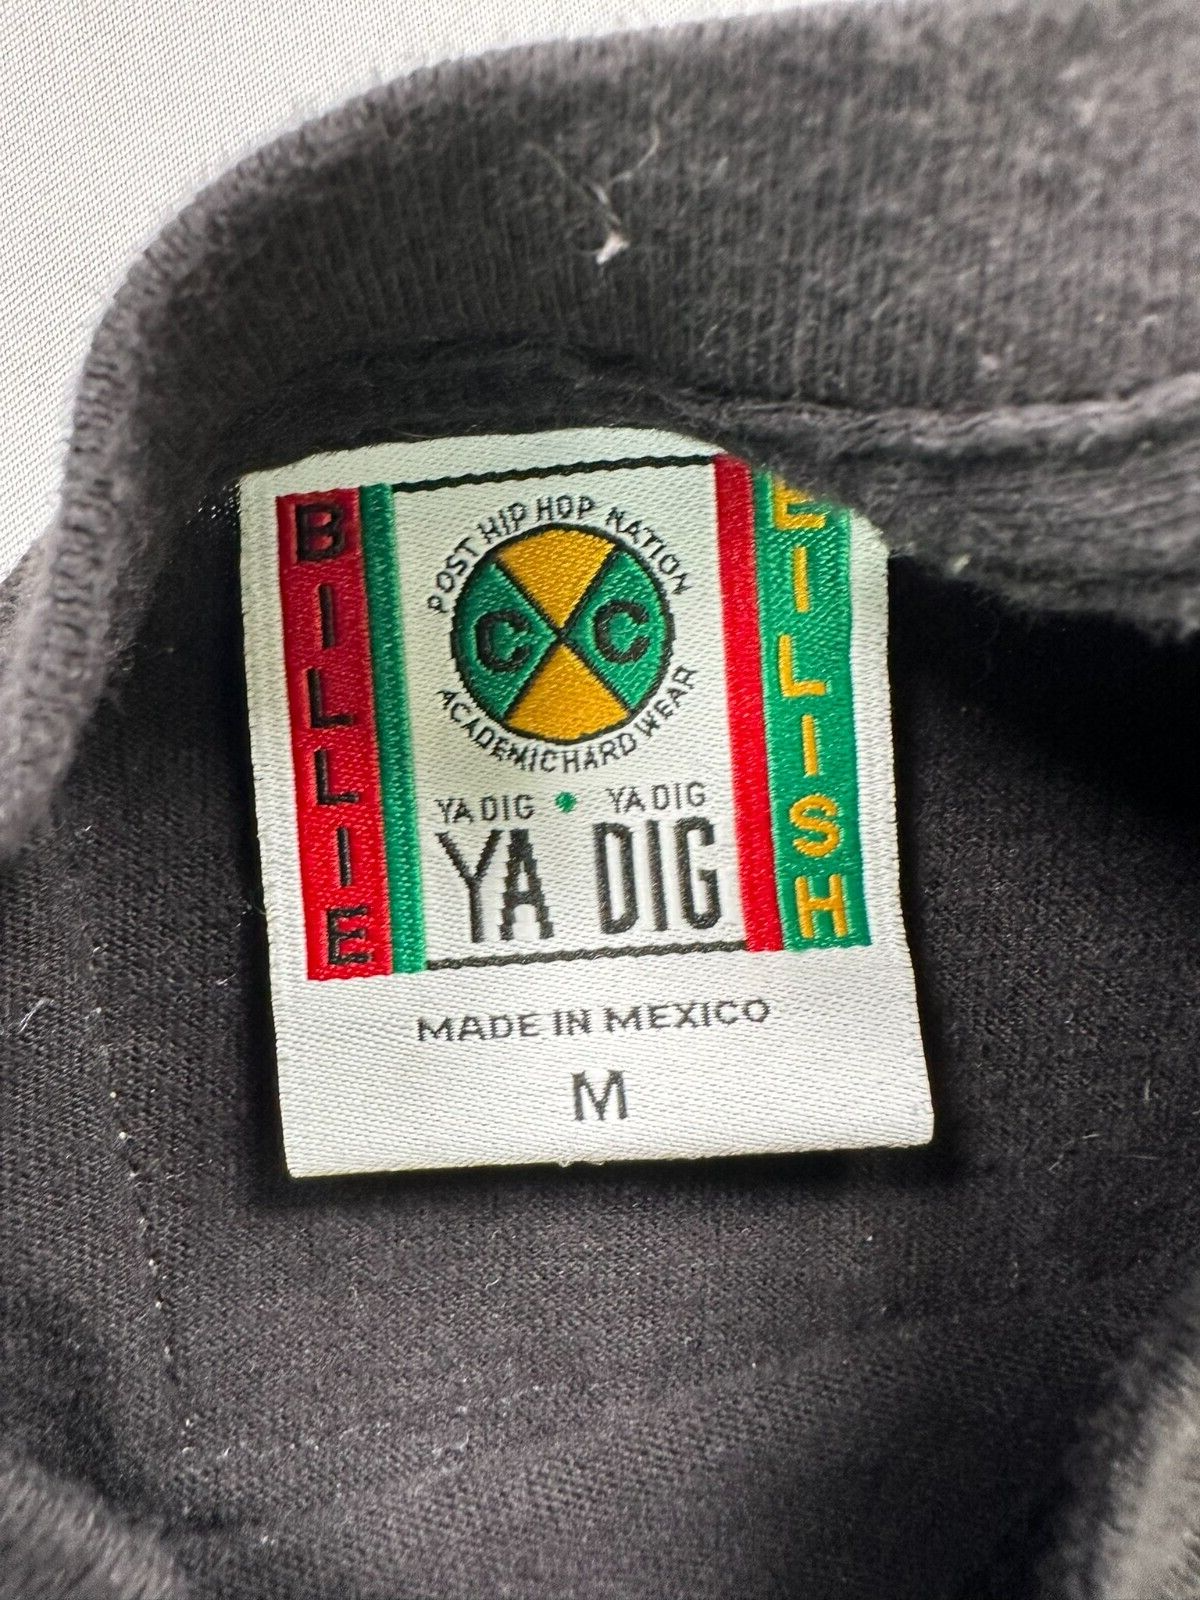 BILLIE
POST HIP HOP NATION
C C
ACADEMIC HARD WEAR
YA DIG • YA DIG
YA DIG
EILISH
MADE IN MEXICO
M